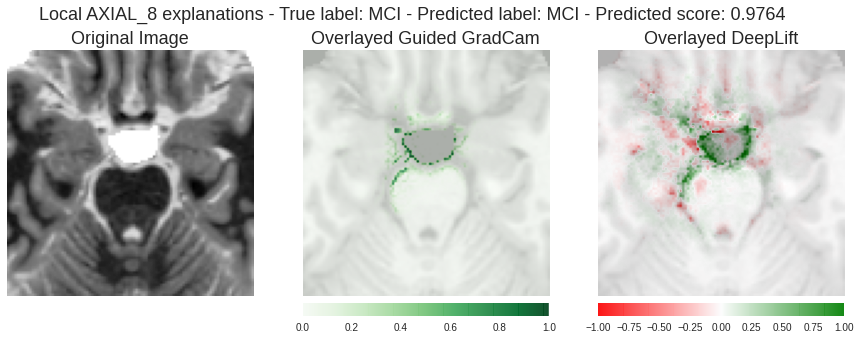 Local AXIAL_8 explanations - True label: MCI - Predicted label: MCI - Predicted score: 0.9764
Original Image
Overlayed Guided GradCam
Overlayed DeepLift
0.0 0.2 0.4 0.6 0.8 1.0
−1.00 −0.75 −0.50 −0.25 0.00 0.25 0.50 0.75 1.00